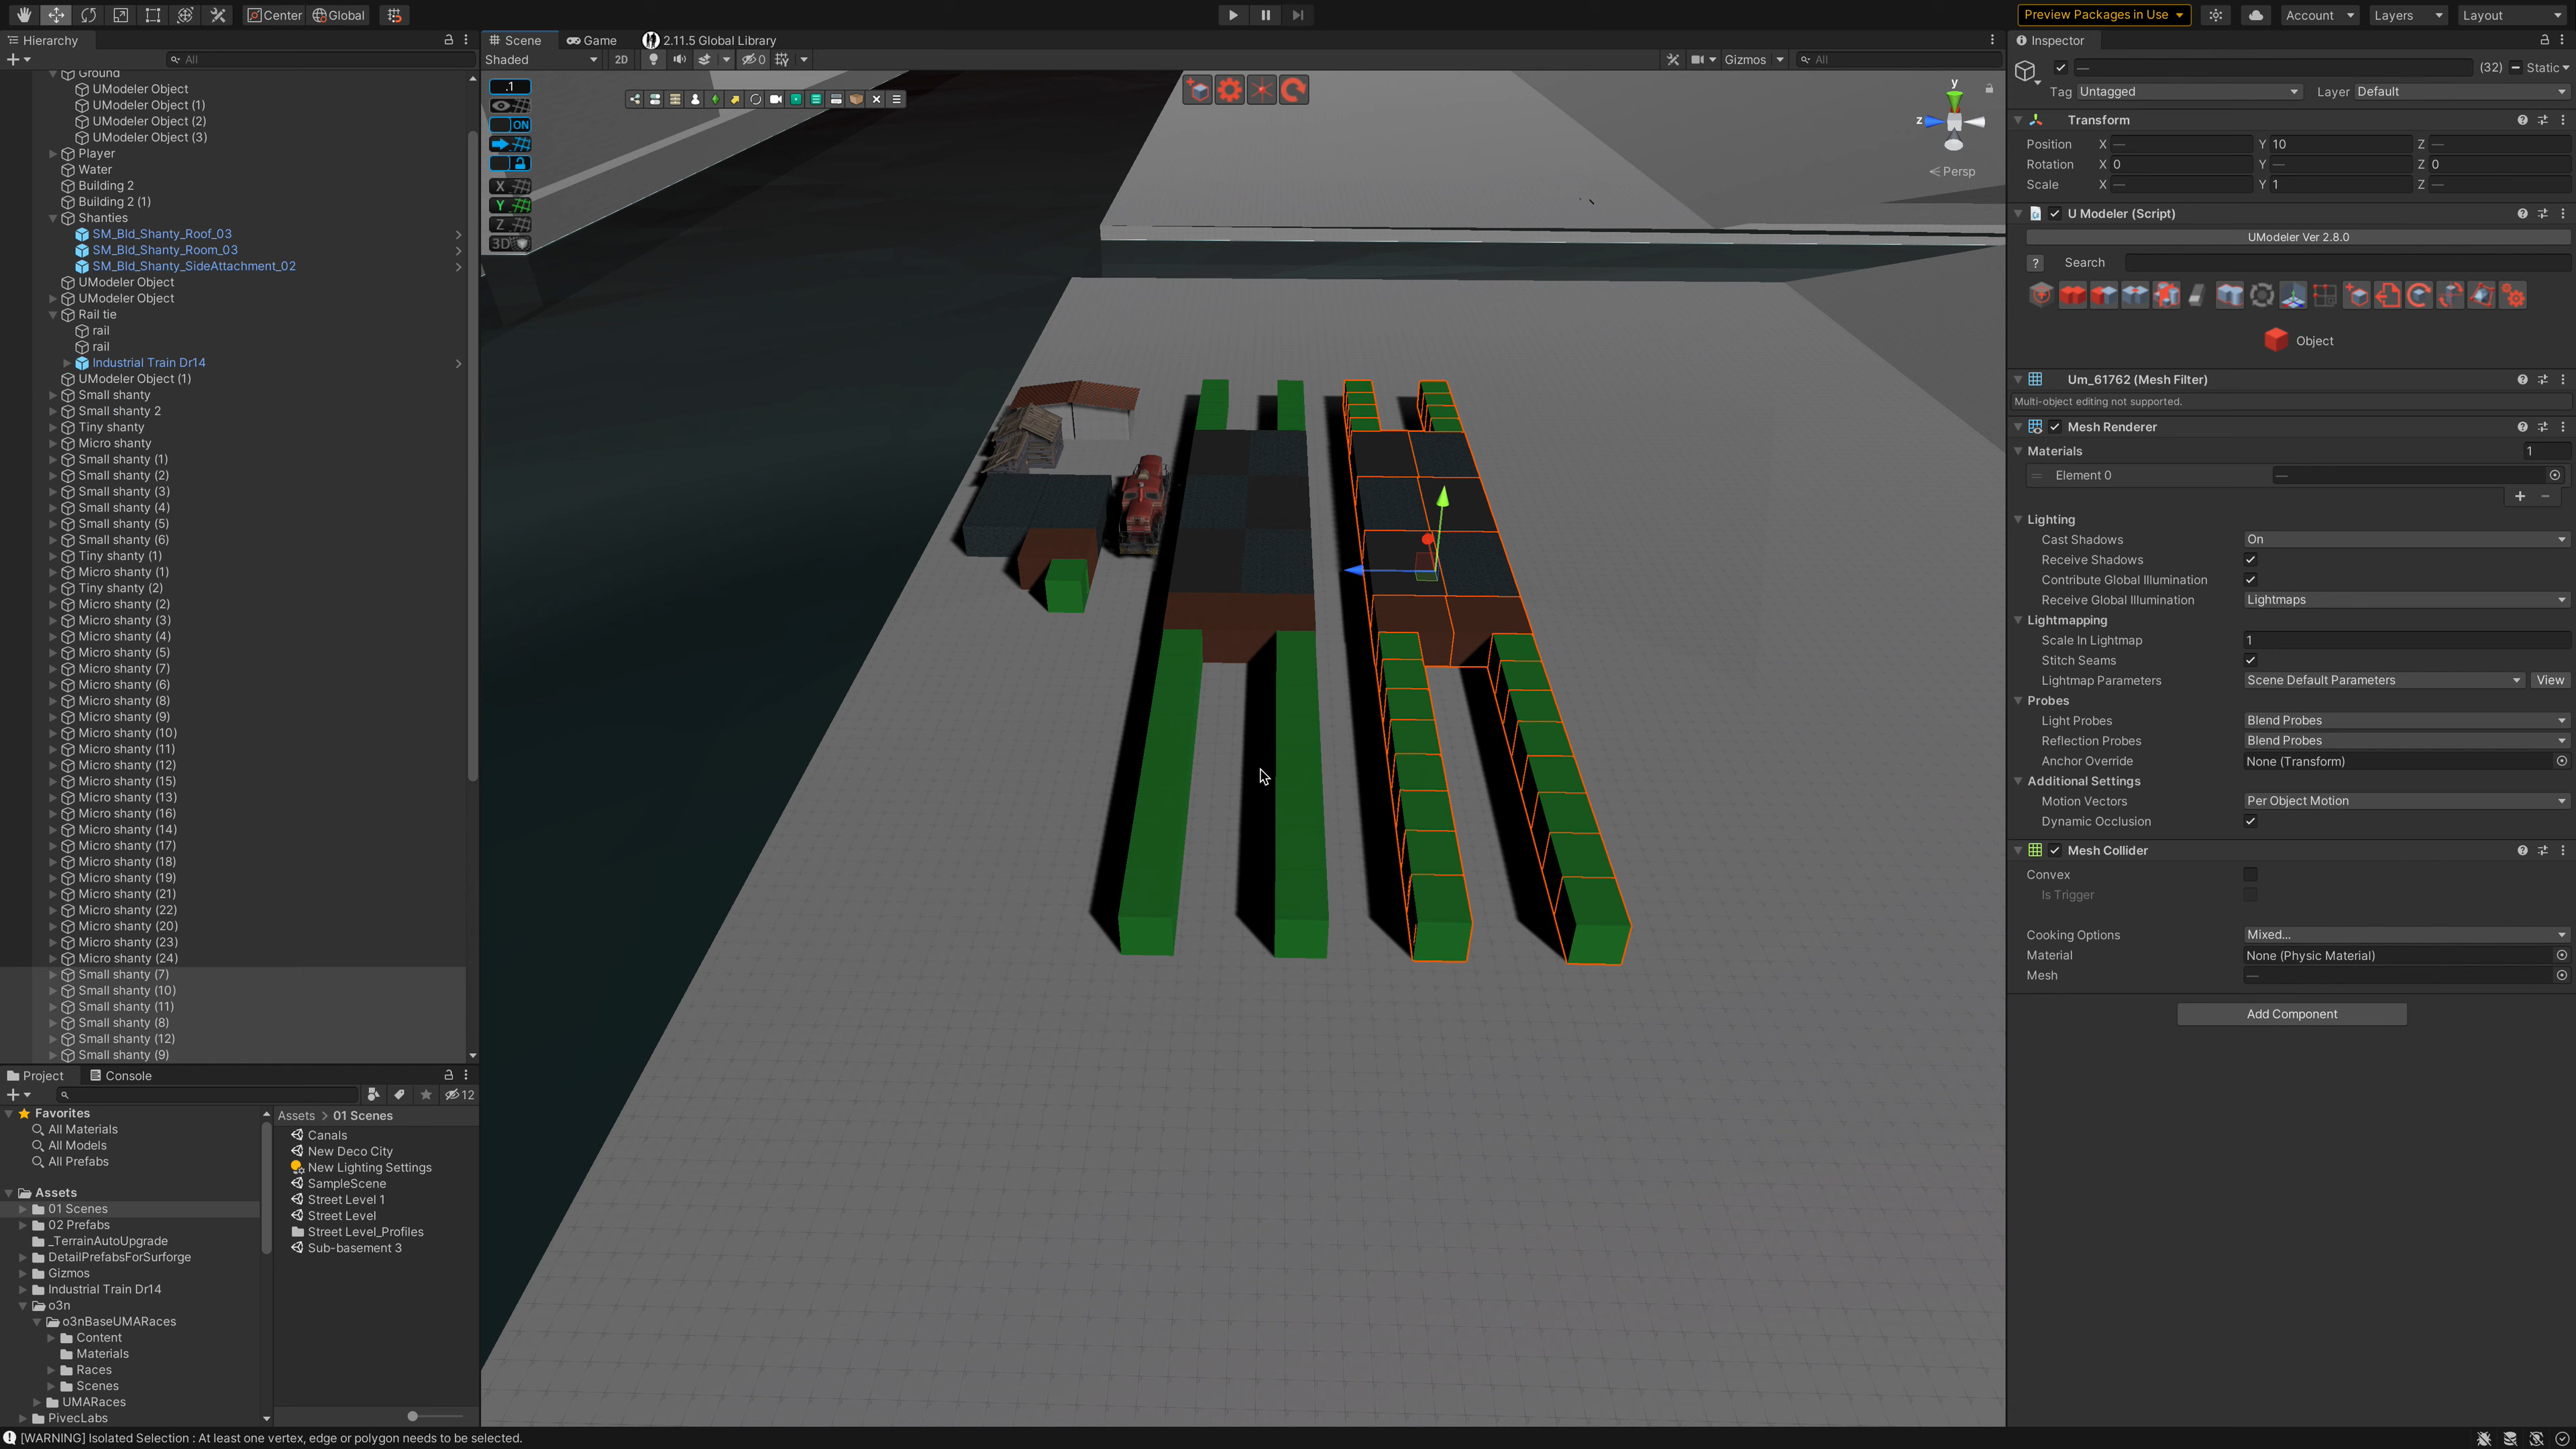 Center
Global
Preview Packages in Use
Account
Layers
Layout
Hierarchy
All
Ground
UModeler Object
UModeler Object (1)
UModeler Object (2)
UModeler Object (3)
Player
Water
Building 2
Building 2 (1)
Shanties
SM_Bld_Shanty_Roof_03
SM_Bld_Shanty_Room_03
SM_Bld_Shanty_SideAttachment_02
UModeler Object
UModeler Object
Rail tie
rail
rail
Industrial Train Dr14
UModeler Object (1)
Small shanty
Small shanty 2
Tiny shanty
Micro shanty
Small shanty (1)
Small shanty (2)
Small shanty (3)
Small shanty (4)
Small shanty (5)
Small shanty (6)
Tiny shanty (1)
Micro shanty (1)
Tiny shanty (2)
Micro shanty (2)
Micro shanty (3)
Micro shanty (4)
Micro shanty (5)
Micro shanty (7)
Micro shanty (6)
Micro shanty (8)
Micro shanty (9)
Micro shanty (10)
Micro shanty (11)
Micro shanty (12)
Micro shanty (15)
Micro shanty (13)
Micro shanty (16)
Micro shanty (14)
Micro shanty (17)
Micro shanty (18)
Micro shanty (19)
Micro shanty (21)
Micro shanty (22)
Micro shanty (20)
Micro shanty (23)
Micro shanty (24)
Small shanty (7)
Small shanty (10)
Small shanty (11)
Small shanty (8)
Small shanty (12)
Small shanty (9)
Scene
Game
2.11.5 Global Library
Shaded
2D
0
Gizmos
All
.1
ON
X
Y
Z
3D
y
z
< Persp
Inspector
(32)
Static
Tag Untagged
Layer Default
Transform
Position X — Y 10 Z —
Rotation X 0 Y — Z 0
Scale X — Y 1 Z —
U Modeler (Script)
UModeler Ver 2.8.0
? Search
Object
Um_61762 (Mesh Filter)
Multi-object editing not supported.
Mesh Renderer
Materials 1
Element 0 —
Lighting
Cast Shadows On
Receive Shadows
Contribute Global Illumination
Receive Global Illumination Lightmaps
Lightmapping
Scale In Lightmap 1
Stitch Seams
Lightmap Parameters Scene Default Parameters View
Probes
Light Probes Blend Probes
Reflection Probes Blend Probes
Anchor Override None (Transform)
Additional Settings
Motion Vectors Per Object Motion
Dynamic Occlusion
Mesh Collider
Convex
Is Trigger
Cooking Options Mixed...
Material None (Physic Material)
Mesh —
Add Component
Project
Console
12
Favorites
All Materials
All Models
All Prefabs
Assets
01 Scenes
02 Prefabs
_TerrainAutoUpgrade
DetailPrefabsForSurforge
Gizmos
Industrial Train Dr14
o3n
o3nBaseUMARaces
Content
Materials
Races
Scenes
UMARaces
PivecLabs
Assets > 01 Scenes
Canals
New Deco City
New Lighting Settings
SampleScene
Street Level 1
Street Level
Street Level_Profiles
Sub-basement 3
[WARNING] Isolated Selection : At least one vertex, edge or polygon needs to be selected.